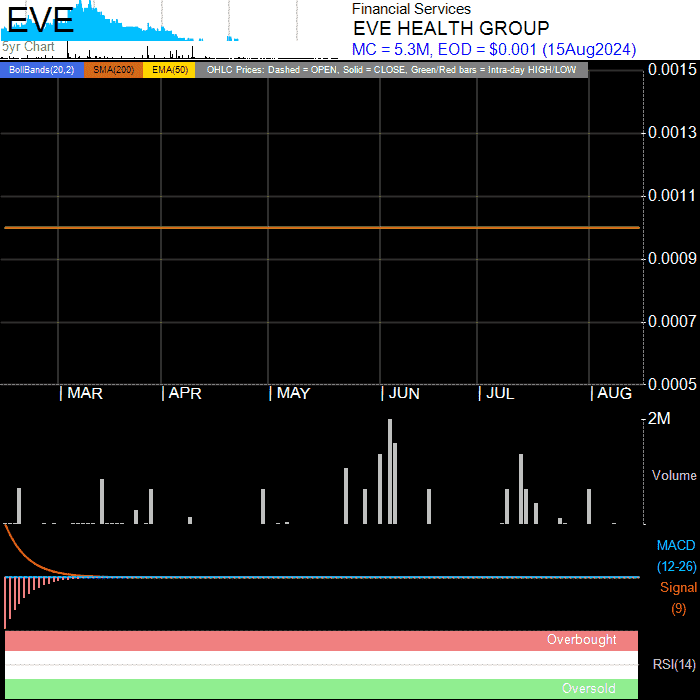 EVE
5yr Chart
Financial Services
EVE HEALTH GROUP
MC = 5.3M, EOD = $0.001 (15Aug2024)
BollBands(20,2) SMA(200) EMA(50) OHLC Prices: Dashed = OPEN, Solid = CLOSE, Green/Red bars = Intra-day HIGH/LOW
0.0015
0.0013
0.0011
0.0009
0.0007
0.0005
MAR APR MAY JUN JUL AUG
2M
Volume
MACD
(12-26)
Signal
(9)
Overbought
RSI(14)
Oversold